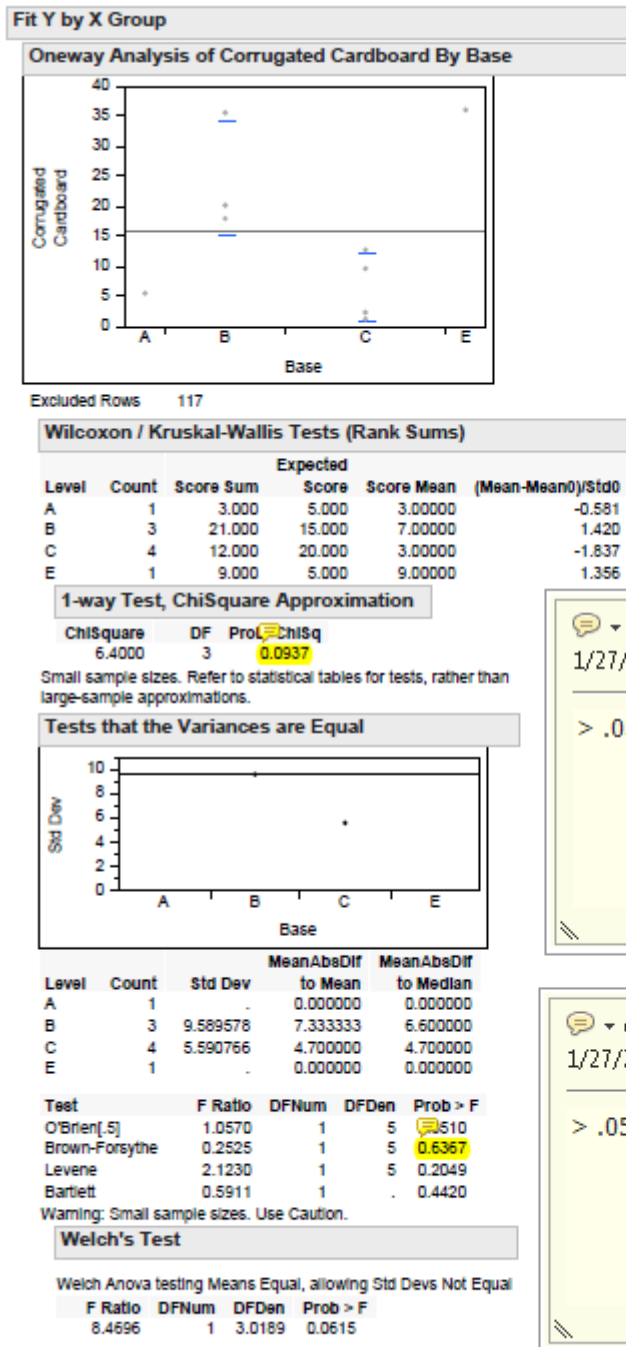 Fit Y by X Group
Oneway Analysis of Corrugated Cardboard By Base
40
35
30
25
20
15
10
5
0
Corrugated
Cardboard
A B C E
Base
Excluded Rows 117
Wilcoxon / Kruskal-Wallis Tests (Rank Sums)
Expected
Level Count Score Sum Score Score Mean (Mean-Mean0)/Std0
A 1 3.000 5.000 3.00000 -0.581
B 3 21.000 15.000 7.00000 1.420
C 4 12.000 20.000 3.00000 -1.837
E 1 9.000 5.000 9.00000 1.356
1-way Test, ChiSquare Approximation
ChiSquare DF ChiSq
6.4000 3 0.0937
Small sample sizes. Refer to statistical tables for tests, rather than
large-sample approximations.
1/27/
> .0
Tests that the Variances are Equal
10
8
6
4
2
0
Std Dev
A B C E
Base
MeanAbsDif MeanAbsDif
Level Count Std Dev to Mean to Median
A 1 . 0.000000 0.000000
B 3 9.589578 7.333333 6.600000
C 4 5.590766 4.700000 4.700000
E 1 . 0.000000 0.000000
Test F Ratio DFNum DFDen Prob > F
O'Brien[.5] 1.0570 1 5 510
Brown-Forsythe 0.2525 1 5 0.6367
Levene 2.1230 1 5 0.2049
Bartlett 0.5911 1 . 0.4420
Warning: Small sample sizes. Use Caution.
1/27/
> .05
Welch's Test
Welch Anova testing Means Equal, allowing Std Devs Not Equal
F Ratio DFNum DFDen Prob > F
8.4696 1 3.0189 0.0615